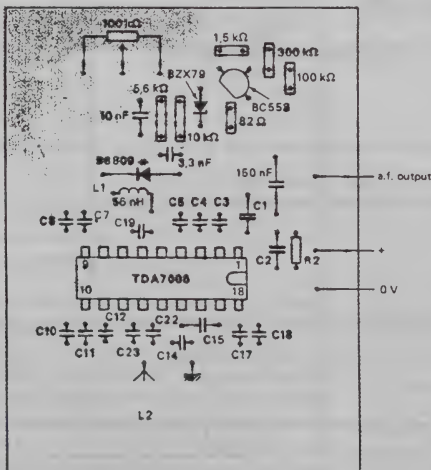 100 kΩ
1,5 kΩ
300 kΩ
BZX79
100 kΩ
5,6 kΩ
BC558
10 nF
82 Ω
10 kΩ
3,3 nF
BB809
150 nF
a.f. output
L1
56 nH
C8
C7
C19
C5 C4 C3
C1
C2
R2
+
9
1
TDA7008
10
18
0 V
C10
C11
C12
C23
C22
C14
C15
C17
C18
L2